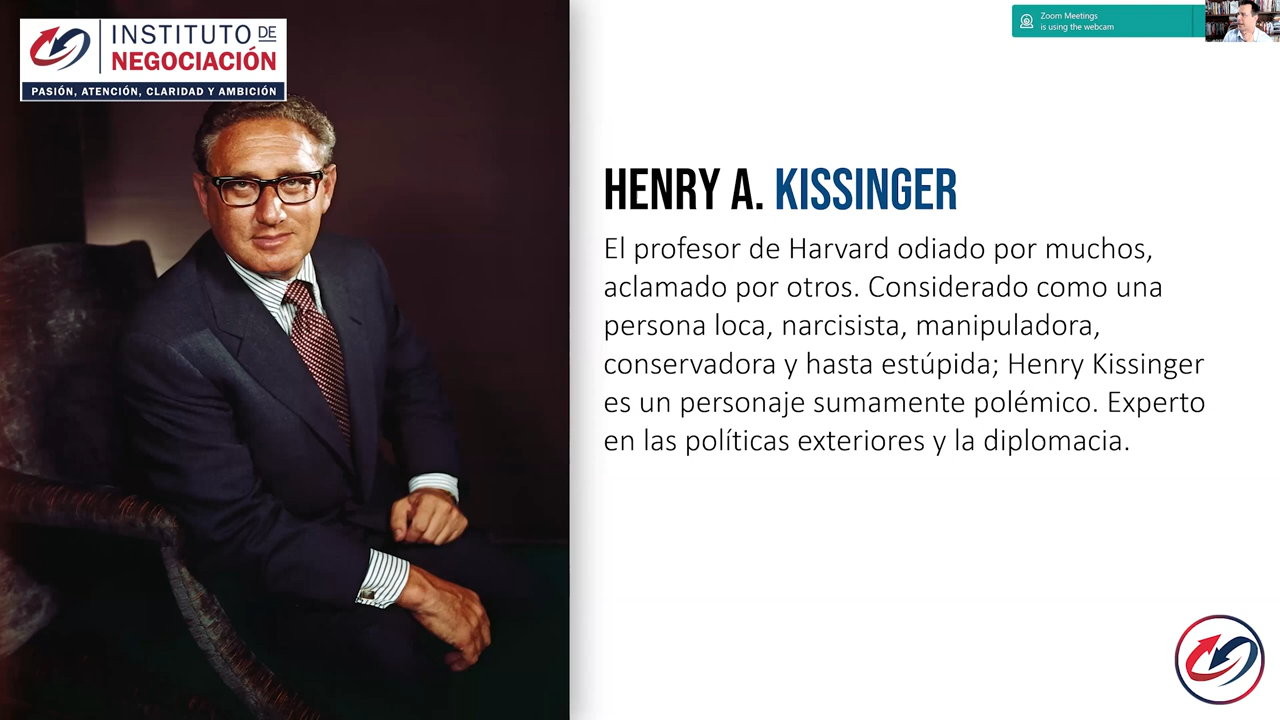 INSTITUTO DE
NEGOCIACIÓN
PASIÓN, ATENCIÓN, CLARIDAD Y AMBICIÓN
Zoom Meetings
is using the webcam
HENRY A. KISSINGER
El profesor de Harvard odiado por muchos,
aclamado por otros. Considerado como una
persona loca, narcisista, manipuladora,
conservadora y hasta estúpida; Henry Kissinger
es un personaje sumamente polémico. Experto
en las políticas exteriores y la diplomacia.